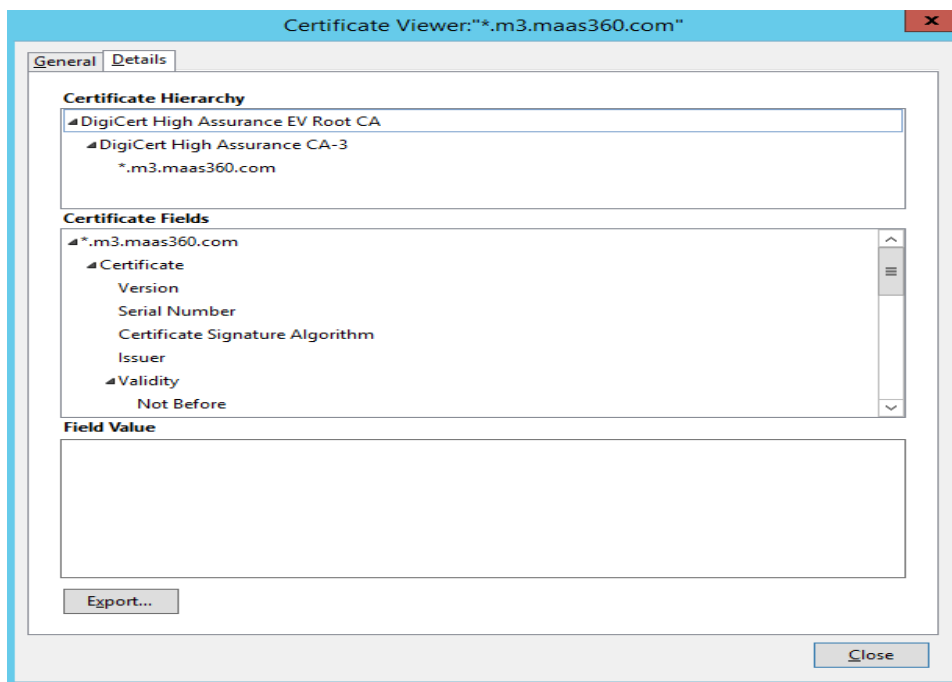 Certificate Viewer:"*.m3.maas360.com"
x
General Details
Certificate Hierarchy
DigiCert High Assurance EV Root CA
DigiCert High Assurance CA-3
*.m3.maas360.com
Certificate Fields
*.m3.maas360.com
Certificate
Version
Serial Number
Certificate Signature Algorithm
Issuer
Validity
Not Before
Field Value
Export...
Close